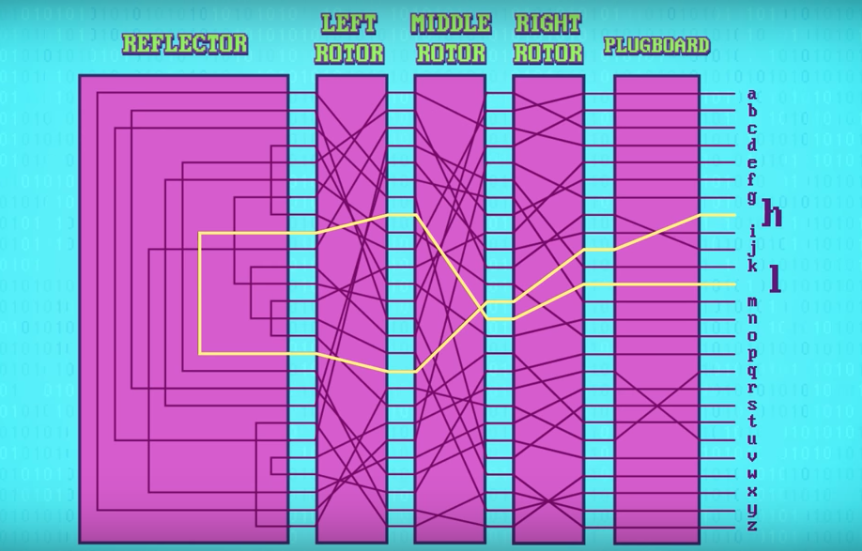 REFLECTOR
LEFT
ROTOR
MIDDLE
ROTOR
RIGHT
ROTOR
PLUGBOARD
a
b
c
d
e
f
g
h
i
j
k
l
m
n
o
p
q
r
s
t
u
v
w
x
y
z